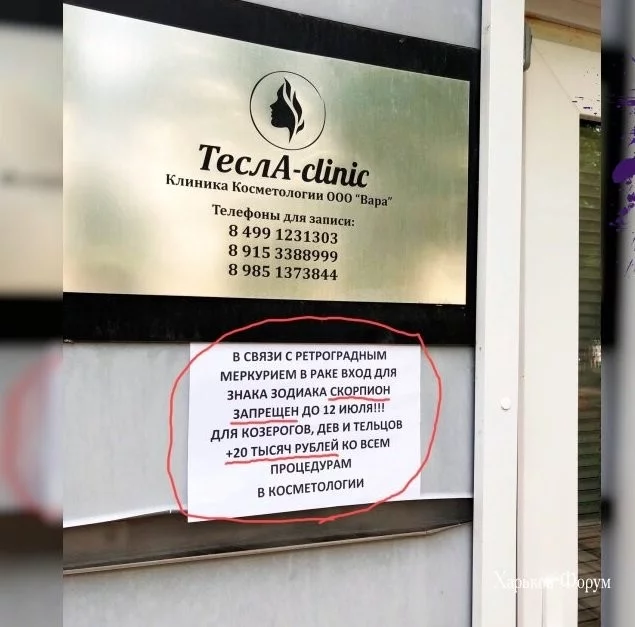 ТеслА-clinic
Клиника Косметологии ООО "Вара"
Телефоны для записи:
8 499 1231303
8 915 3388999
8 985 1373844
В СВЯЗИ С РЕТРОГРАДНЫМ
МЕРКУРИЕМ В РАКЕ ВХОД ДЛЯ
ЗНАКА ЗОДИАКА СКОРПИОН
ЗАПРЕЩЕН ДО 12 ИЮЛЯ!!!
ДЛЯ КОЗЕРОГОВ, ДЕВ И ТЕЛЬЦОВ
+20 ТЫСЯЧ РУБЛЕЙ КО ВСЕМ
ПРОЦЕДУРАМ
В КОСМЕТОЛОГИИ
Харьков Форум